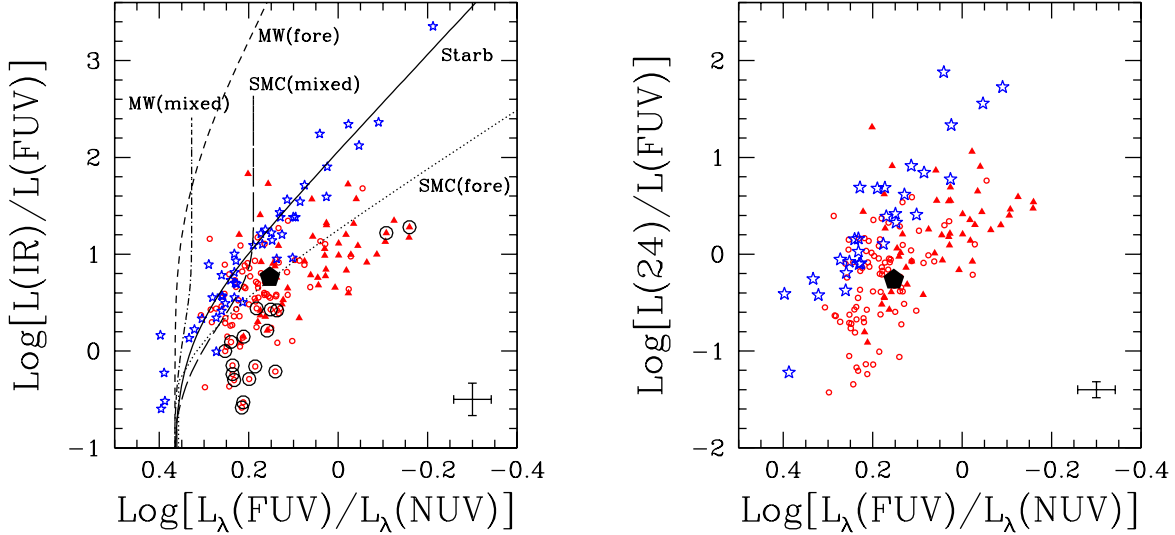 Log[L(IR)/L(FUV)]
3
2
1
0
−1
MW(fore)
Starb
SMC(mixed)
MW(mixed)
SMC(fore)
0.4
0.2
0
−0.2
−0.4
Log[Lλ(FUV)/Lλ(NUV)]
Log[L(24)/L(FUV)]
2
1
0
−1
−2
0.4
0.2
0
−0.2
−0.4
Log[Lλ(FUV)/Lλ(NUV)]